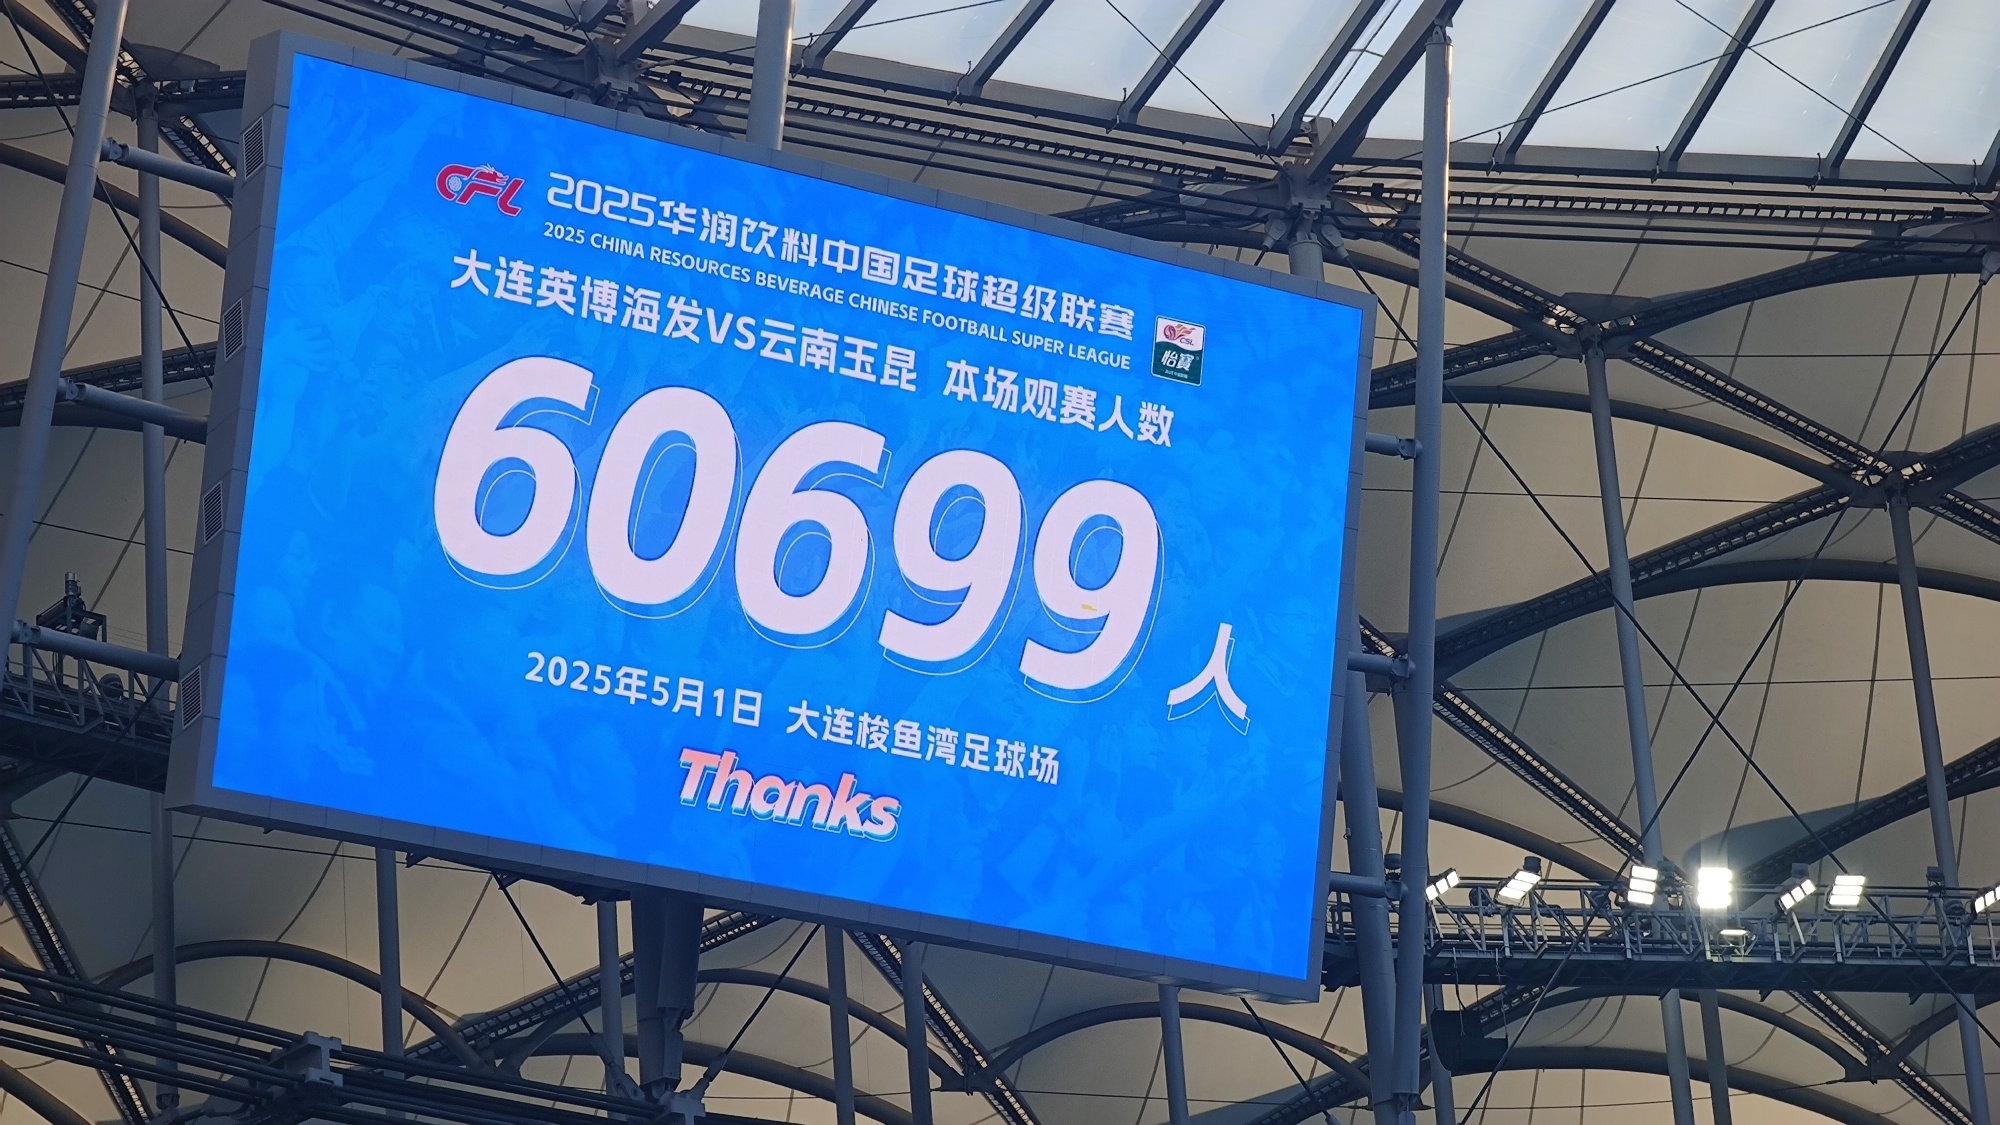 CFL
2025华润饮料中国足球超级联赛
2025 CHINA RESOURCES BEVERAGE CHINESE FOOTBALL SUPER LEAGUE
CSL
怡寶
大连英博海发VS云南玉昆 本场观赛人数
60699人
2025年5月1日 大连梭鱼湾足球场
Thanks